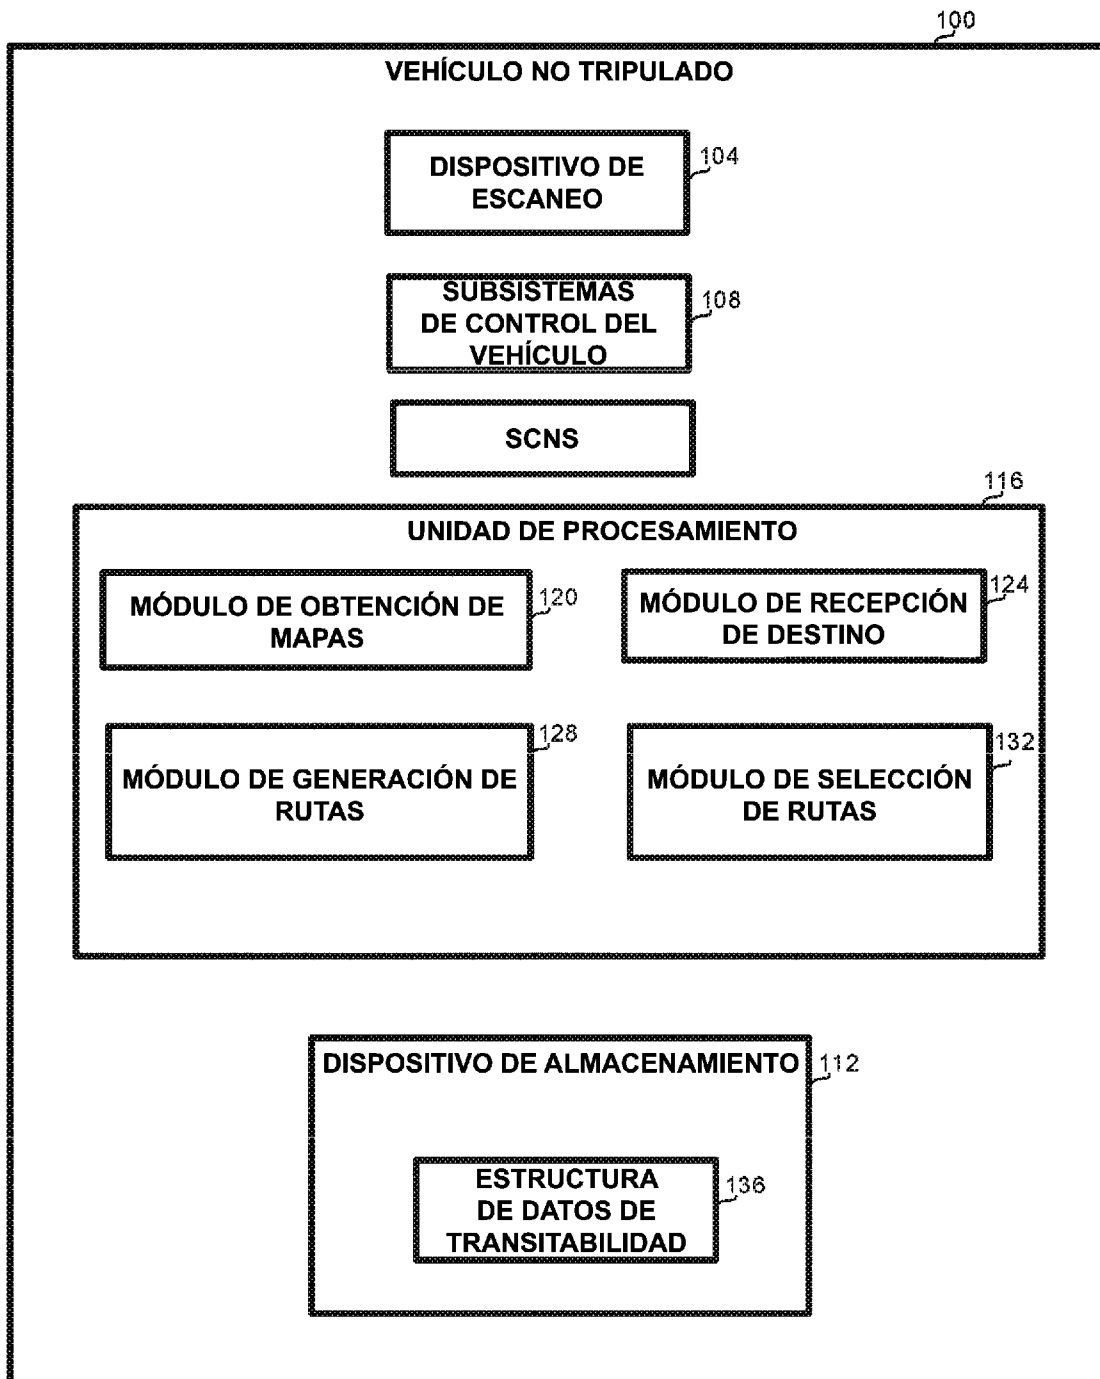 100
VEHÍCULO NO TRIPULADO
DISPOSITIVO DE
ESCANEO
104
SUBSISTEMAS
DE CONTROL DEL
VEHÍCULO
108
SCNS
116
UNIDAD DE PROCESAMIENTO
MÓDULO DE OBTENCIÓN DE
MAPAS
120
MÓDULO DE RECEPCIÓN
DE DESTINO
124
MÓDULO DE GENERACIÓN DE
RUTAS
128
MÓDULO DE SELECCIÓN
DE RUTAS
132
DISPOSITIVO DE ALMACENAMIENTO
112
ESTRUCTURA
DE DATOS DE
TRANSITABILIDAD
136